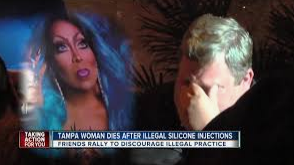 TAKING
ACTION
FOR YOU
TAMPA WOMAN DIES AFTER ILLEGAL SILICONE INJECTIONS
FRIENDS RALLY TO DISCOURAGE ILLEGAL PRACTICE